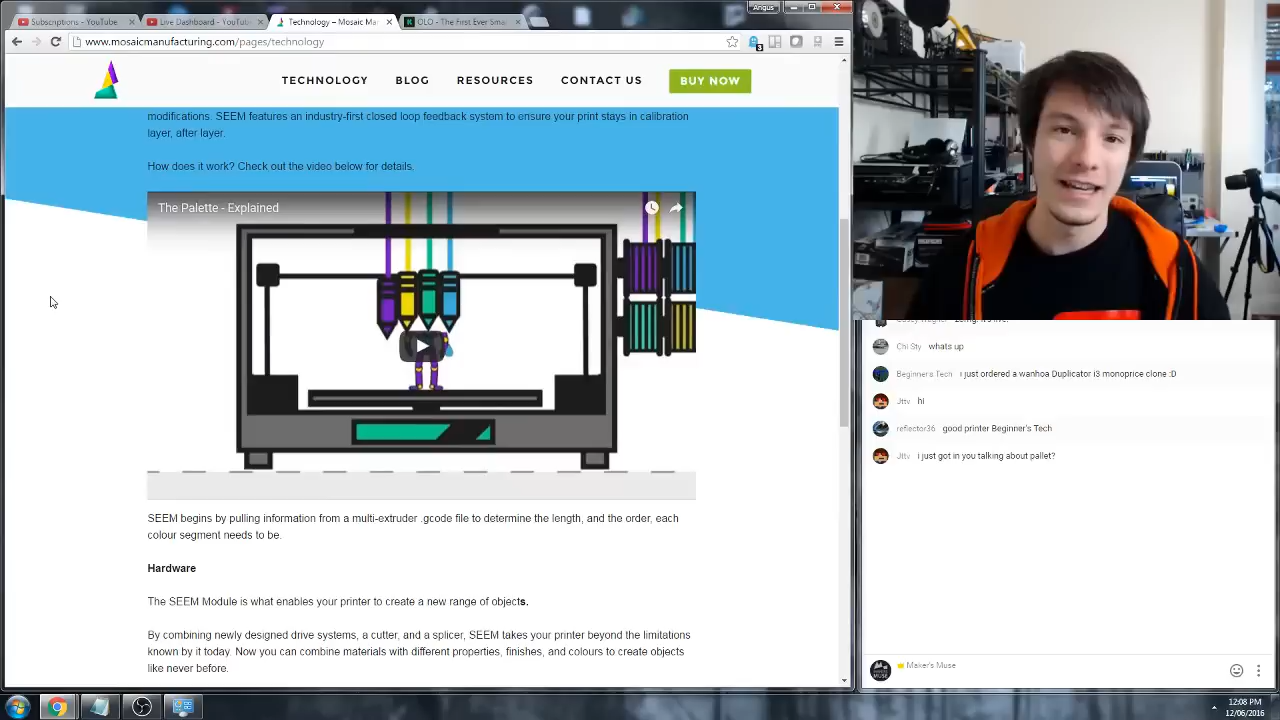 Subscriptions - YouTube
Live Dashboard - YouTube
Technology – Mosaic Ma
OLO - The First Ever Sma
Angus
www.mosaicmanufacturing.com/pages/technology
3
TECHNOLOGY BLOG RESOURCES CONTACT US BUY NOW
modifications. SEEM features an industry-first closed loop feedback system to ensure your print stays in calibration
layer, after layer.
How does it work? Check out the video below for details.
The Palette - Explained
SEEM begins by pulling information from a multi-extruder .gcode file to determine the length, and the order, each
colour segment needs to be.
Hardware
The SEEM Module is what enables your printer to create a new range of objects.
By combining newly designed drive systems, a cutter, and a splicer, SEEM takes your printer beyond the limitations
known by it today. Now you can combine materials with different properties, finishes, and colours to create objects
like never before.
Chi Sty whats up
Beginners Tech i just ordered a wanhoa Duplicator i3 monoprice clone :D
Jttv hi
reflector36 good printer Beginner's Tech
Jttv i just got in you talking about pallet?
Maker's Muse
12:08 PM
12/06/2016